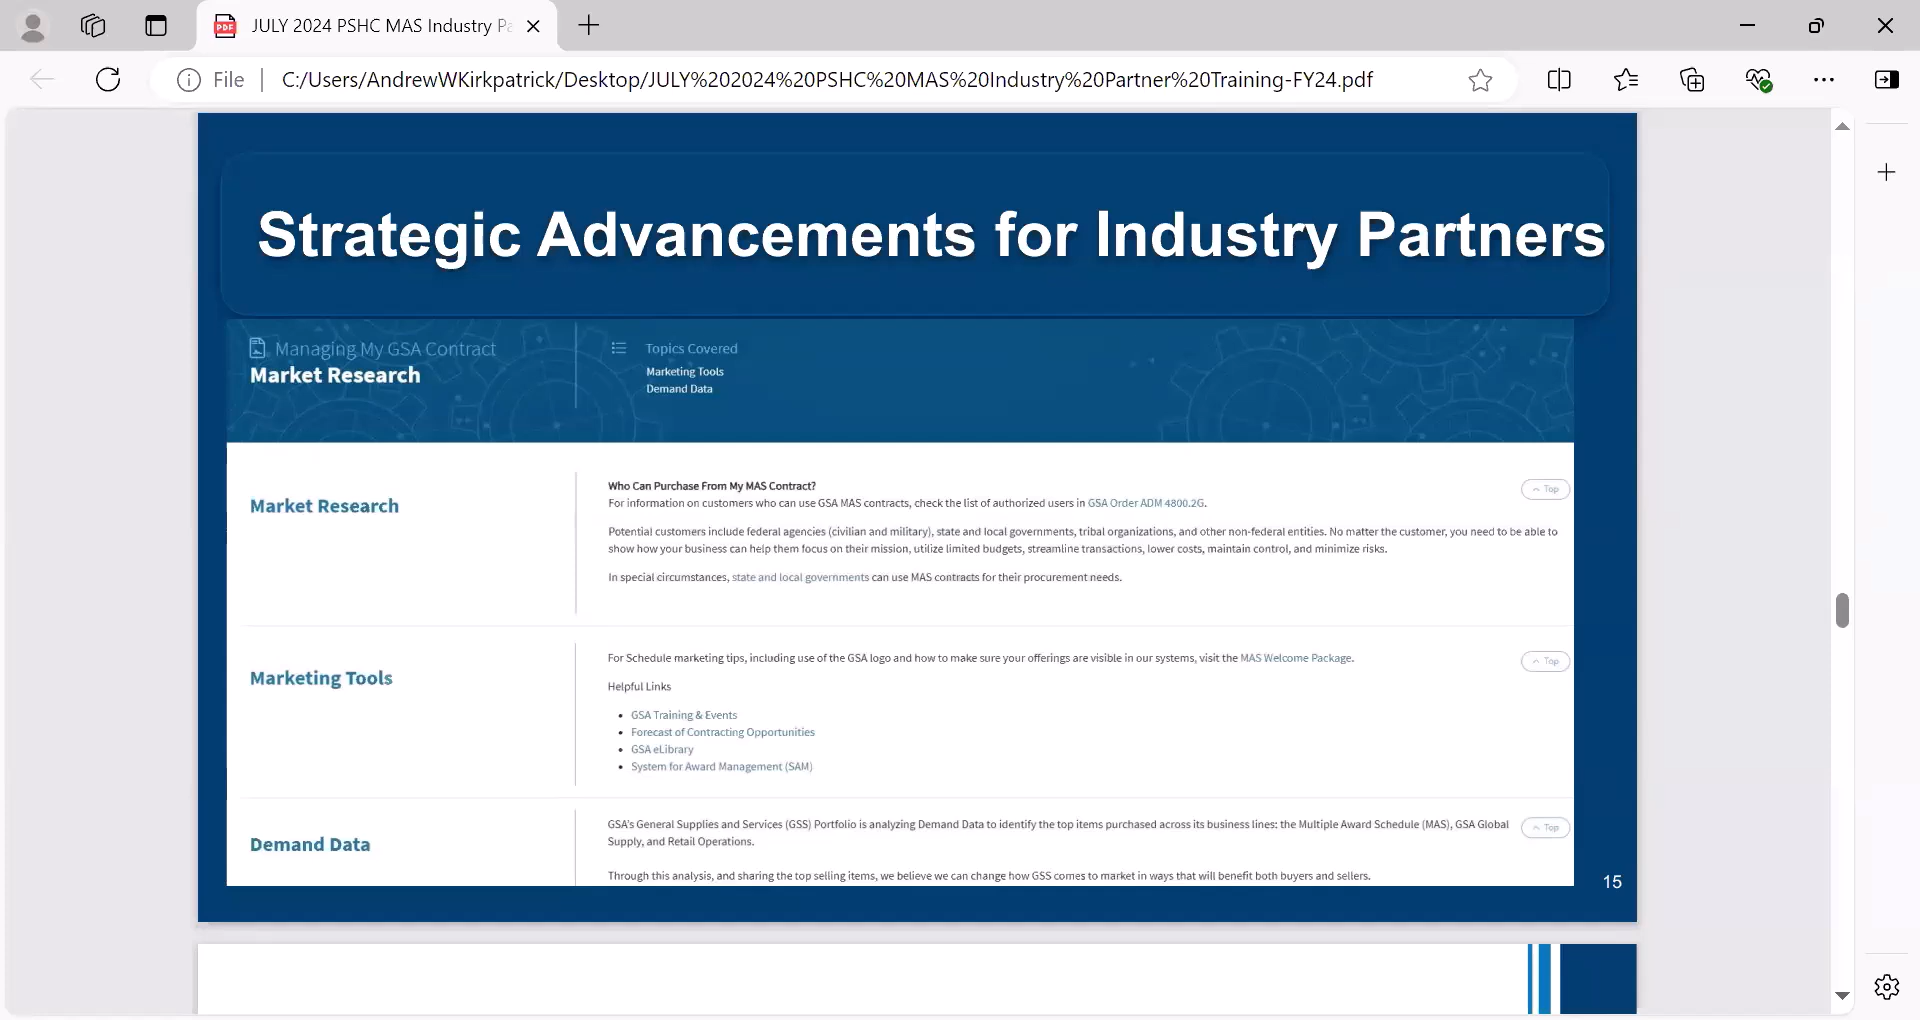 JULY 2024 PSHC MAS Industry Pa
File
C:/Users/AndrewWKirkpatrick/Desktop/JULY%202024%20PSHC%20MAS%20Industry%20Partner%20Training-FY24.pdf
Strategic Advancements for Industry Partners
Managing My GSA Contract
Market Research
Topics Covered
Marketing Tools
Demand Data
Market Research
Who Can Purchase From My MAS Contract?
Top
For information on customers who can use GSA MAS contracts, check the list of authorized users in GSA Order ADM 4800.2G.
Potential customers include federal agencies (civilian and military), state and local governments, tribal organizations, and other non-federal entities. No matter the customer, you need to be able to
show how your business can help them focus on their mission, utilize limited budgets, streamline transactions, lower costs, maintain control, and minimize risks.
In special circumstances, state and local governments can use MAS contracts for their procurement needs.
Marketing Tools
For Schedule marketing tips, including use of the GSA logo and how to make sure your offerings are visible in our systems, visit the MAS Welcome Package.
Top
Helpful Links
• GSA Training & Events
• Forecast of Contracting Opportunities
• GSA eLibrary
• System for Award Management (SAM)
Demand Data
GSA's General Supplies and Services (GSS) Portfolio is analyzing Demand Data to identify the top items purchased across its business lines: the Multiple Award Schedule (MAS), GSA Global
Supply, and Retail Operations.
Top
Through this analysis, and sharing the top selling items, we believe we can change how GSS comes to market in ways that will benefit both buyers and sellers.
15